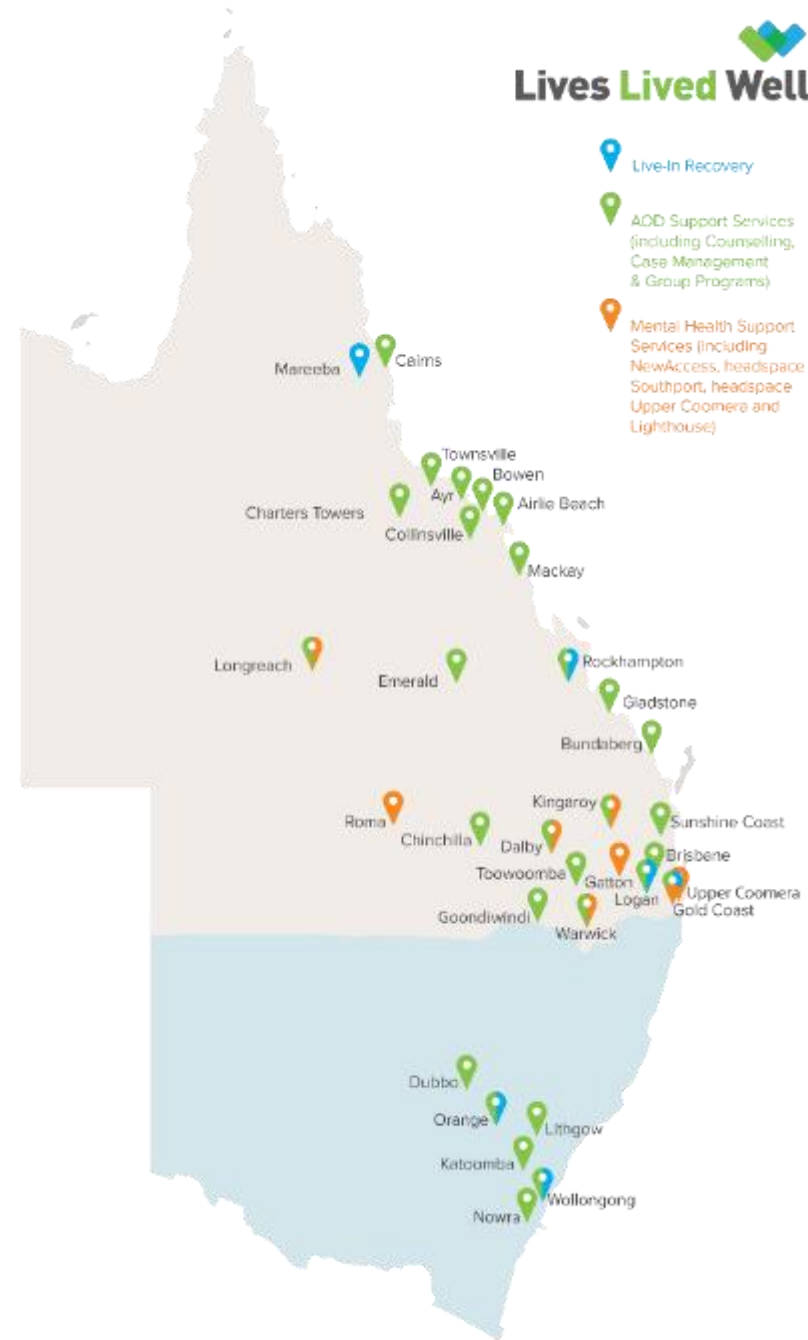 Lives Lived Well
Live-In Recovery
AOD Support Services
(including Counselling,
Case Management
& Group Programs)
Mental Health Support
Services (including
NewAccess, headspace
Southport, headspace
Upper Coomera and
Lighthouse)
Mareeba
Cairns
Townsville
Bowen
Ayr
Airlie Beach
Charters Towers
Collinsville
Mackay
Longreach
Emerald
Rockhampton
Gladstone
Bundaberg
Kingaroy
Roma
Sunshine Coast
Chinchilla
Dalby
Brisbane
Toowoomba
Gatton
Logan
Upper Coomera
Gold Coast
Goondiwindi
Warwick
Dubbo
Orange
Lithgow
Katoomba
Wollongong
Nowra